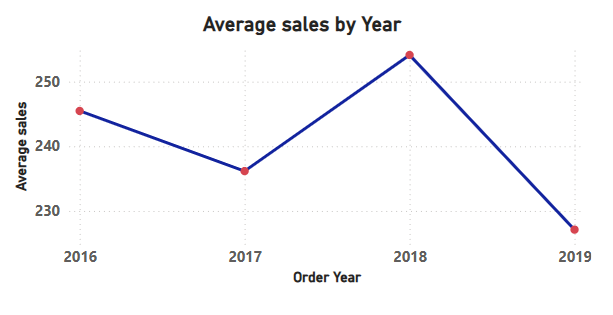 Average sales by Year
250
240
230
Average sales
2016 2017 2018 2019
Order Year